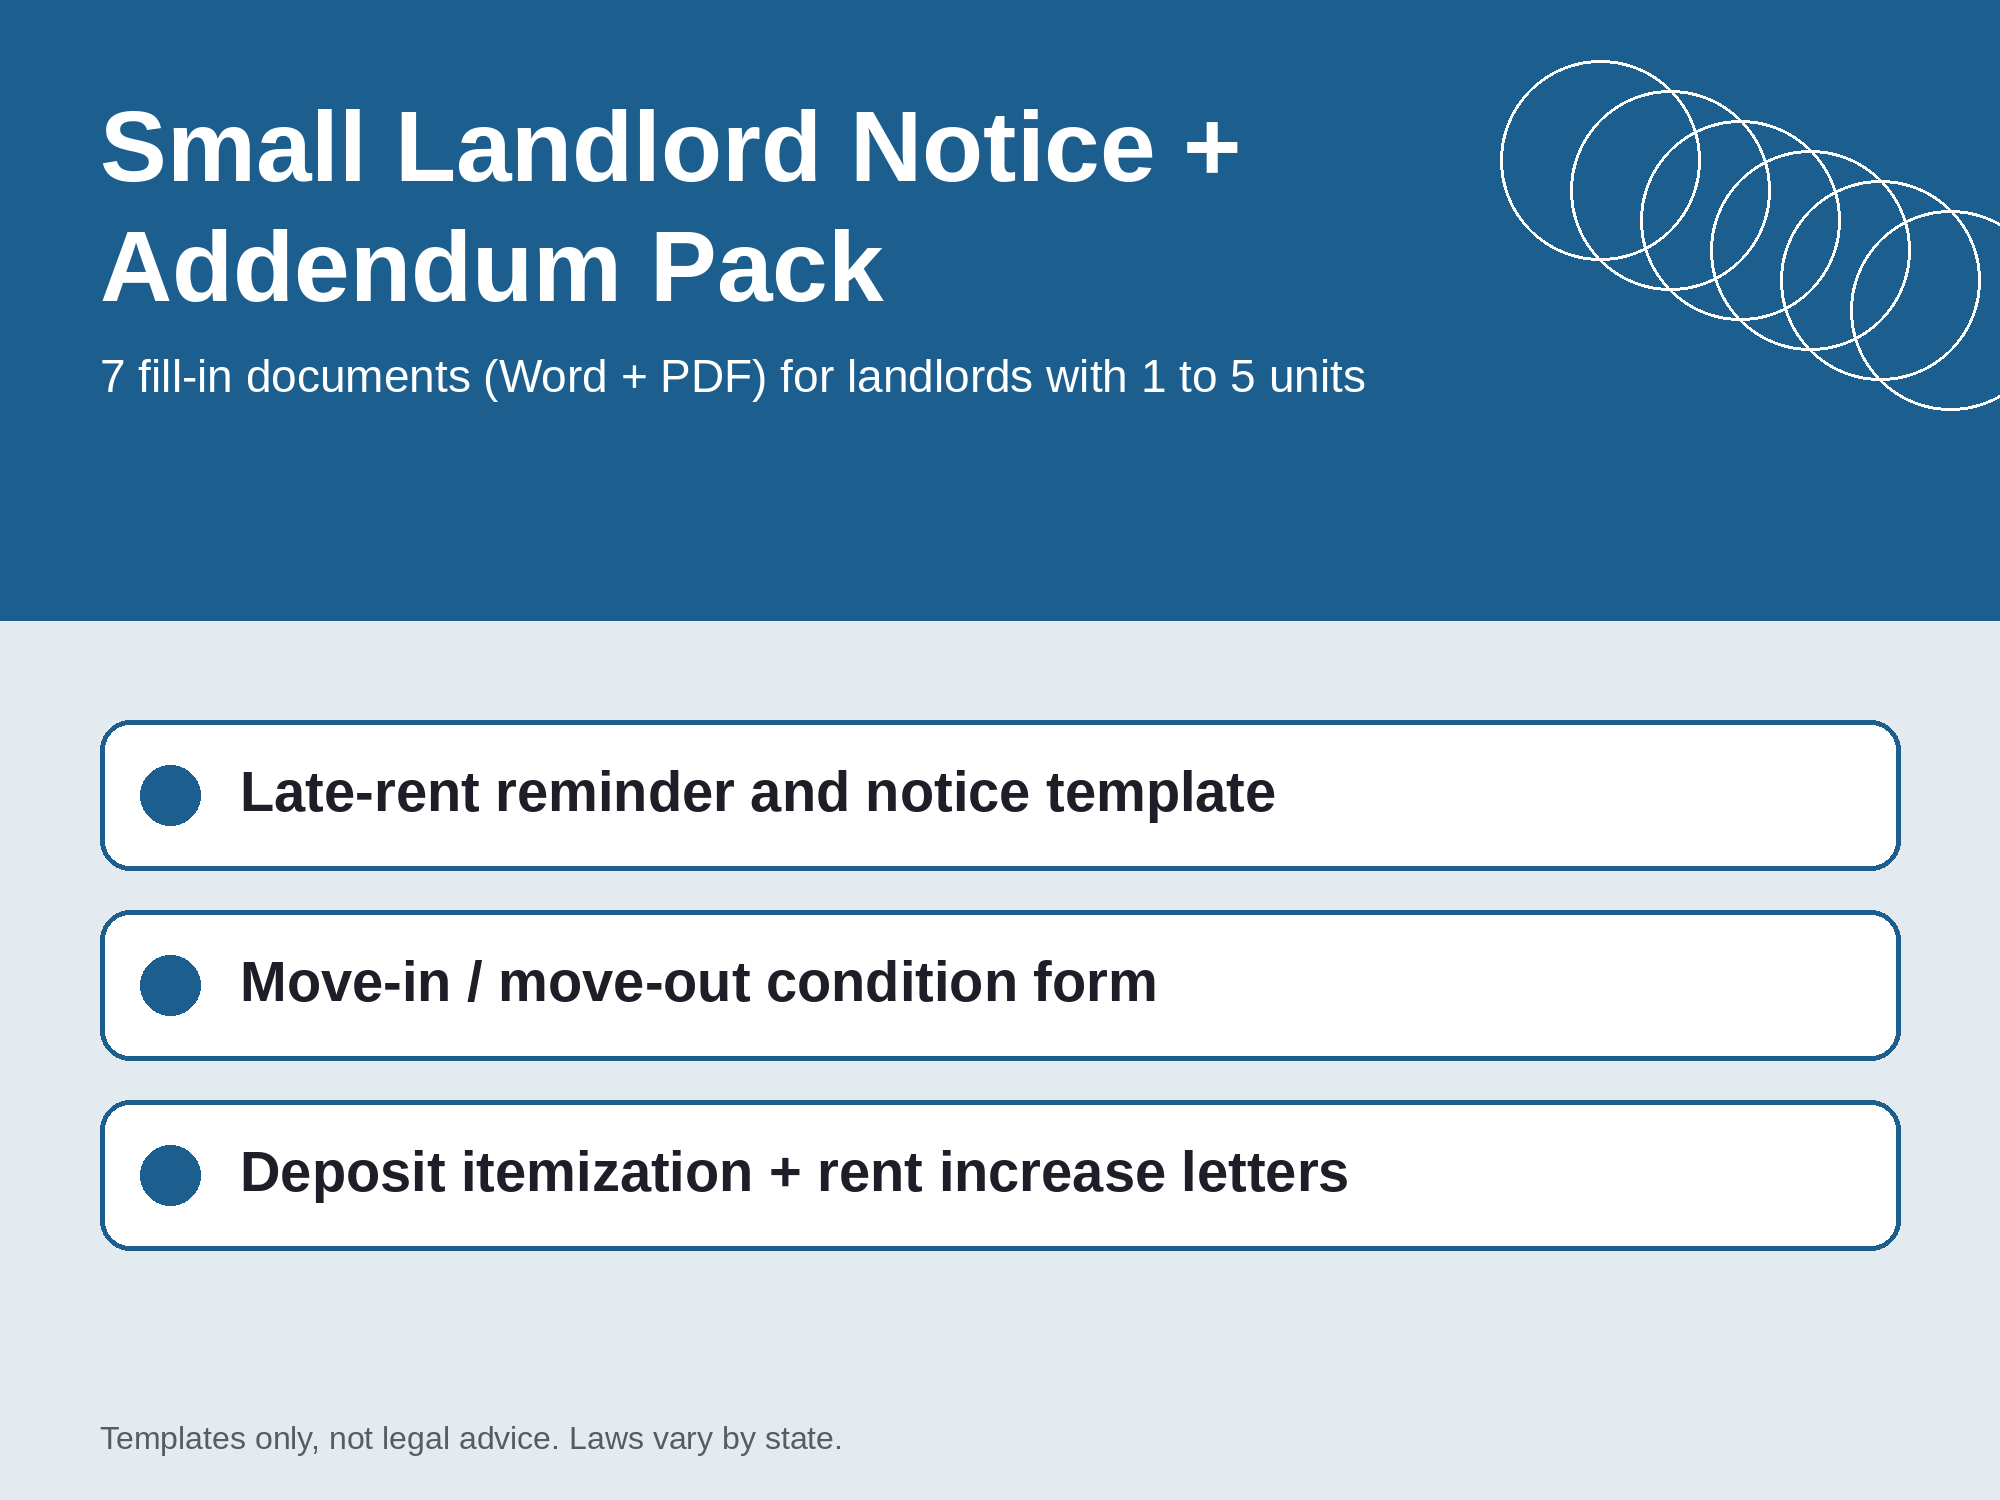 Small Landlord Notice +
Addendum Pack
7 fill-in documents (Word + PDF) for landlords with 1 to 5 units
Late-rent reminder and notice template
Move-in / move-out condition form
Deposit itemization + rent increase letters
Templates only, not legal advice. Laws vary by state.